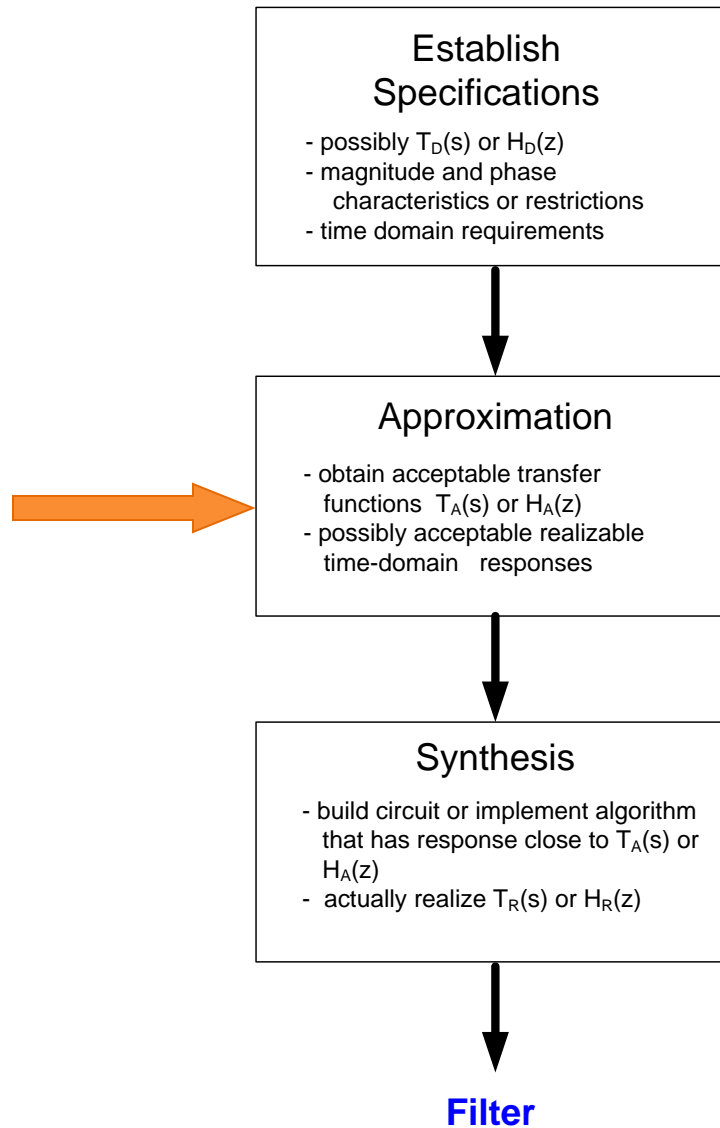 Establish
Specifications
- possibly T_D(s) or H_D(z)
- magnitude and phase
characteristics or restrictions
- time domain requirements
Approximation
- obtain acceptable transfer
functions T_A(s) or H_A(z)
- possibly acceptable realizable
time-domain responses
Synthesis
- build circuit or implement algorithm
that has response close to T_A(s) or
H_A(z)
- actually realize T_R(s) or H_R(z)
Filter